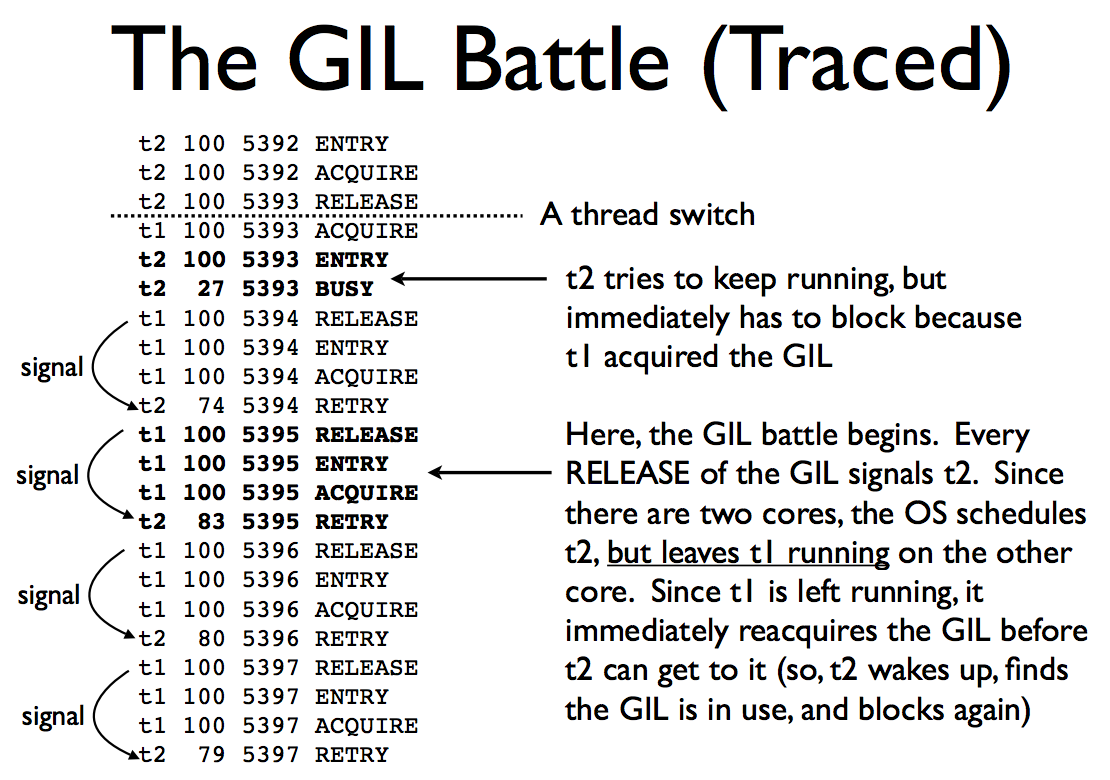 The GIL Battle (Traced)
t2 100 5392 ENTRY
t2 100 5392 ACQUIRE
t2 100 5393 RELEASE
A thread switch
t1 100 5393 ACQUIRE
t2 100 5393 ENTRY
t2 27 5393 BUSY
t2 tries to keep running, but
immediately has to block because
t1 acquired the GIL
t1 100 5394 RELEASE
t1 100 5394 ENTRY
signal
t1 100 5394 ACQUIRE
t2 74 5394 RETRY
t1 100 5395 RELEASE
t1 100 5395 ENTRY
signal
t1 100 5395 ACQUIRE
t2 83 5395 RETRY
Here, the GIL battle begins. Every
RELEASE of the GIL signals t2. Since
there are two cores, the OS schedules
t2, but leaves t1 running on the other
core. Since t1 is left running, it
immediately reacquires the GIL before
t2 can get to it (so, t2 wakes up, finds
the GIL is in use, and blocks again)
t1 100 5396 RELEASE
t1 100 5396 ENTRY
signal
t1 100 5396 ACQUIRE
t2 80 5396 RETRY
t1 100 5397 RELEASE
t1 100 5397 ENTRY
signal
t1 100 5397 ACQUIRE
t2 79 5397 RETRY